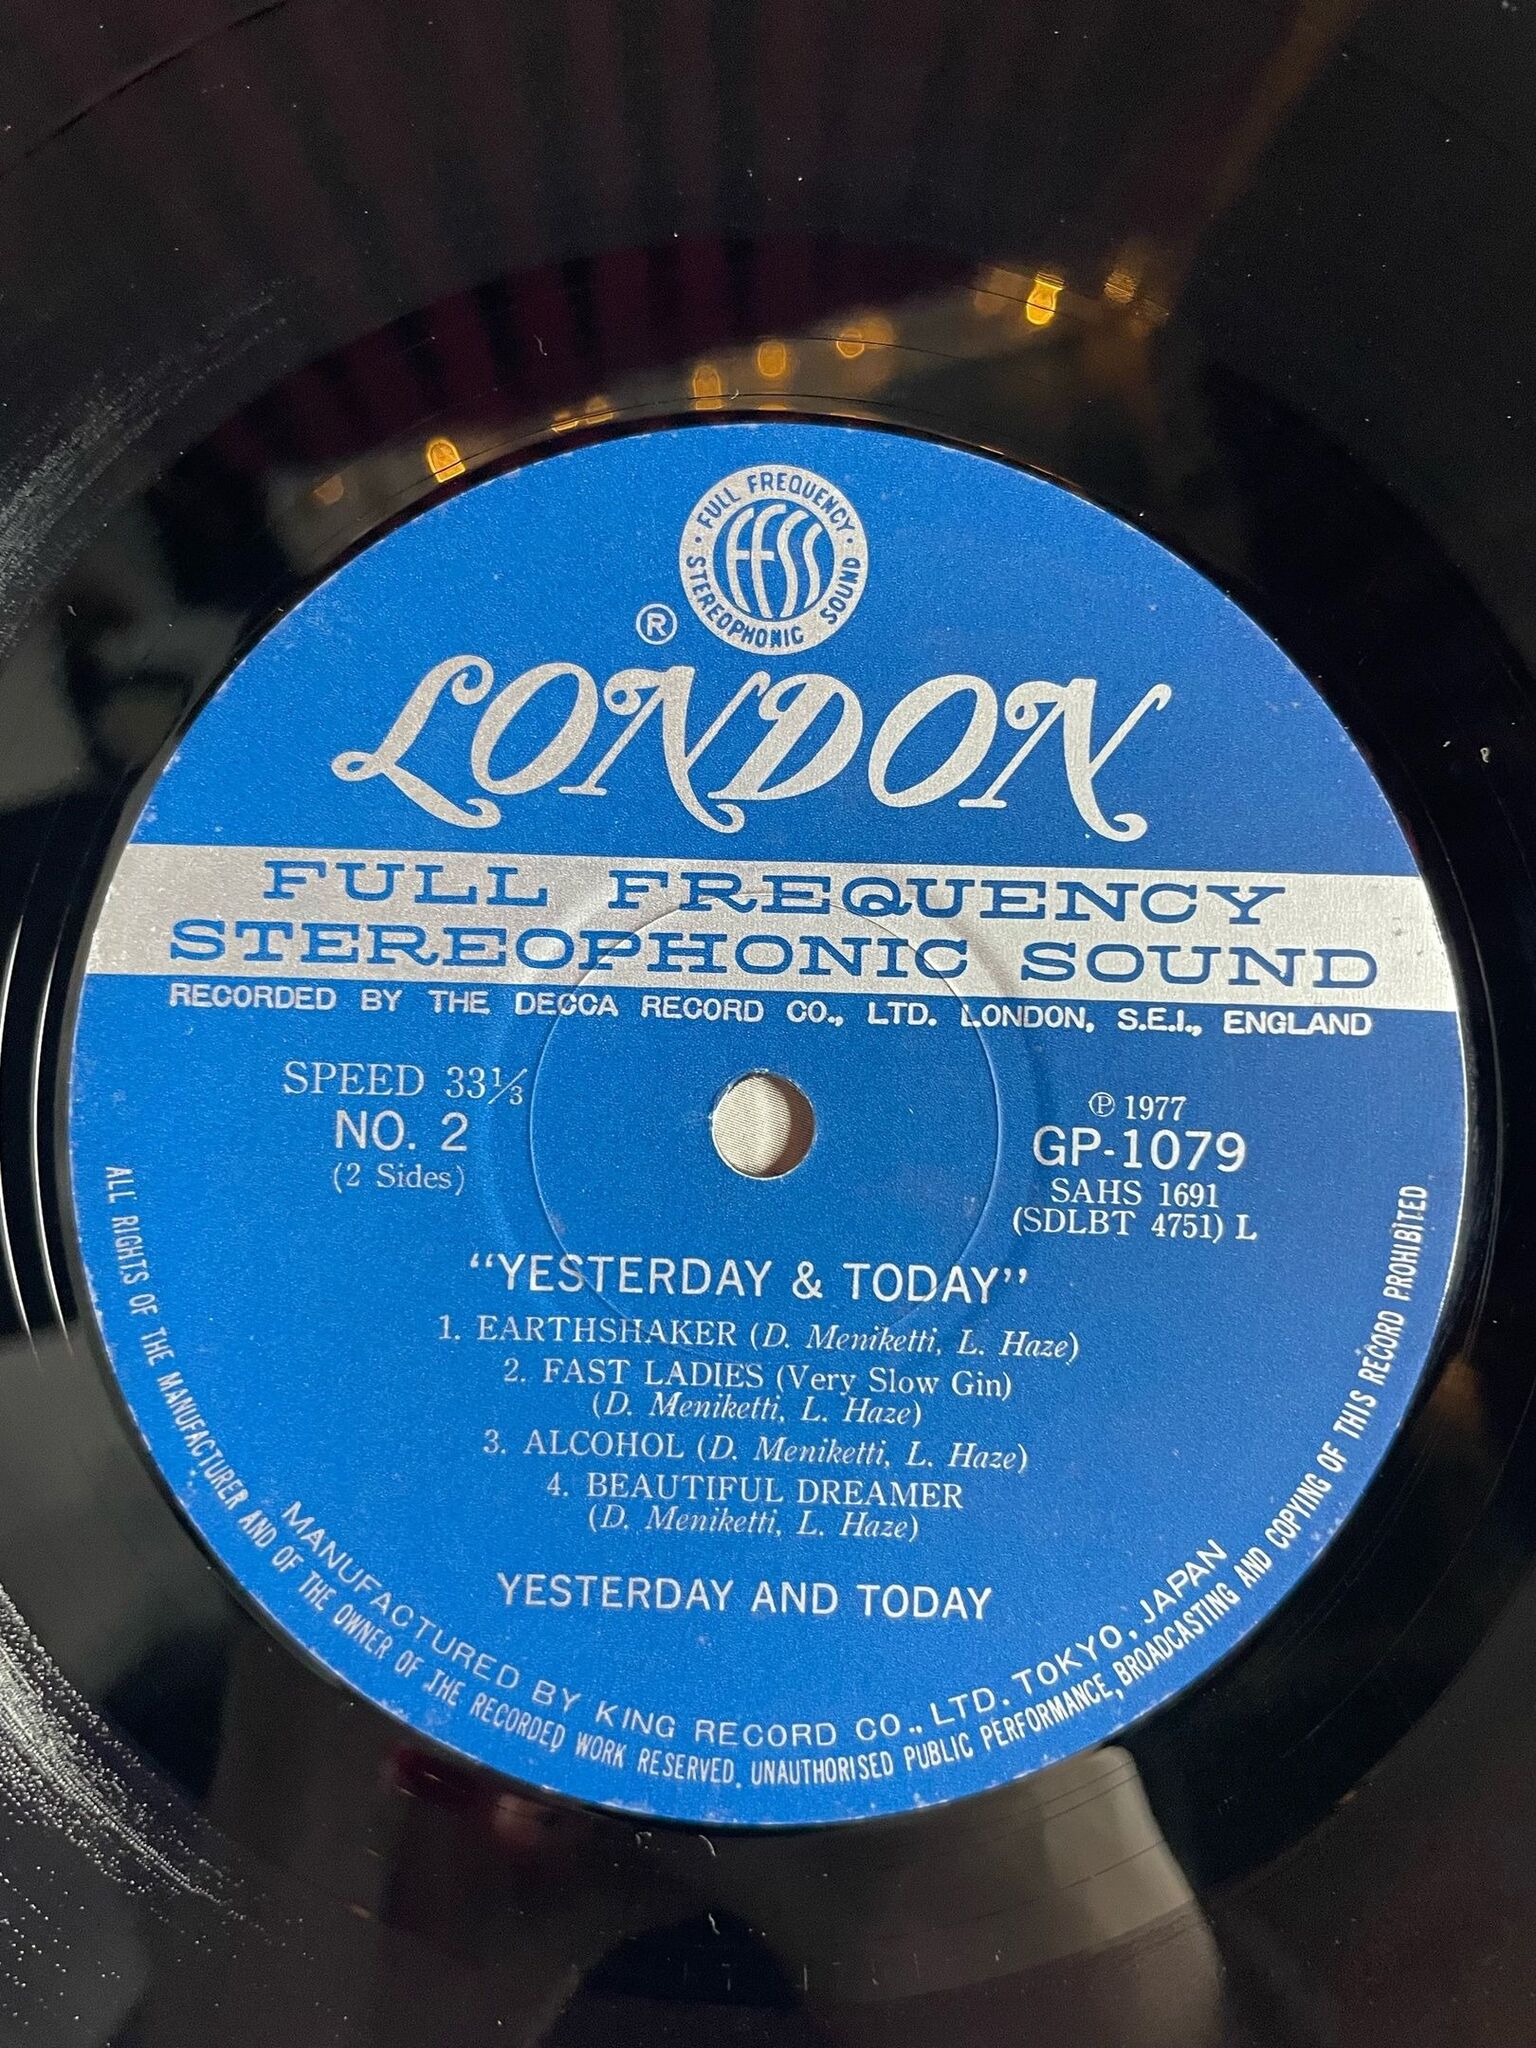 · FULL FREQUENCY ·
STEREOPHONIC SOUND
FFSS
®
LONDON
FULL FREQUENCY
STEREOPHONIC SOUND
RECORDED BY THE DECCA RECORD CO., LTD. LONDON, S.E.I., ENGLAND
SPEED 33⅓
NO. 2
(2 Sides)
℗ 1977
GP-1079
SAHS 1691
(SDLBT 4751) L
“YESTERDAY & TODAY”
1. EARTHSHAKER (D. Meniketti, L. Haze)
2. FAST LADIES (Very Slow Gin)
(D. Meniketti, L. Haze)
3. ALCOHOL (D. Meniketti, L. Haze)
4. BEAUTIFUL DREAMER
(D. Meniketti, L. Haze)
YESTERDAY AND TODAY
MANUFACTURED BY KING RECORD CO., LTD. TOKYO, JAPAN
ALL RIGHTS OF THE MANUFACTURER AND OF THE OWNER OF THE RECORDED WORK RESERVED. UNAUTHORISED PUBLIC PERFORMANCE, BROADCASTING AND COPYING OF THIS RECORD PROHIBITED